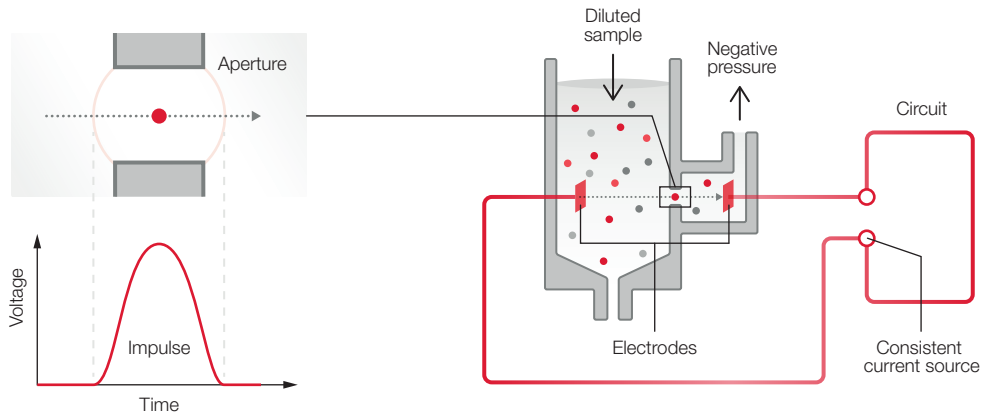 Aperture
Diluted
sample
Negative
pressure
Circuit
Voltage
Impulse
Time
Electrodes
Consistent
current source